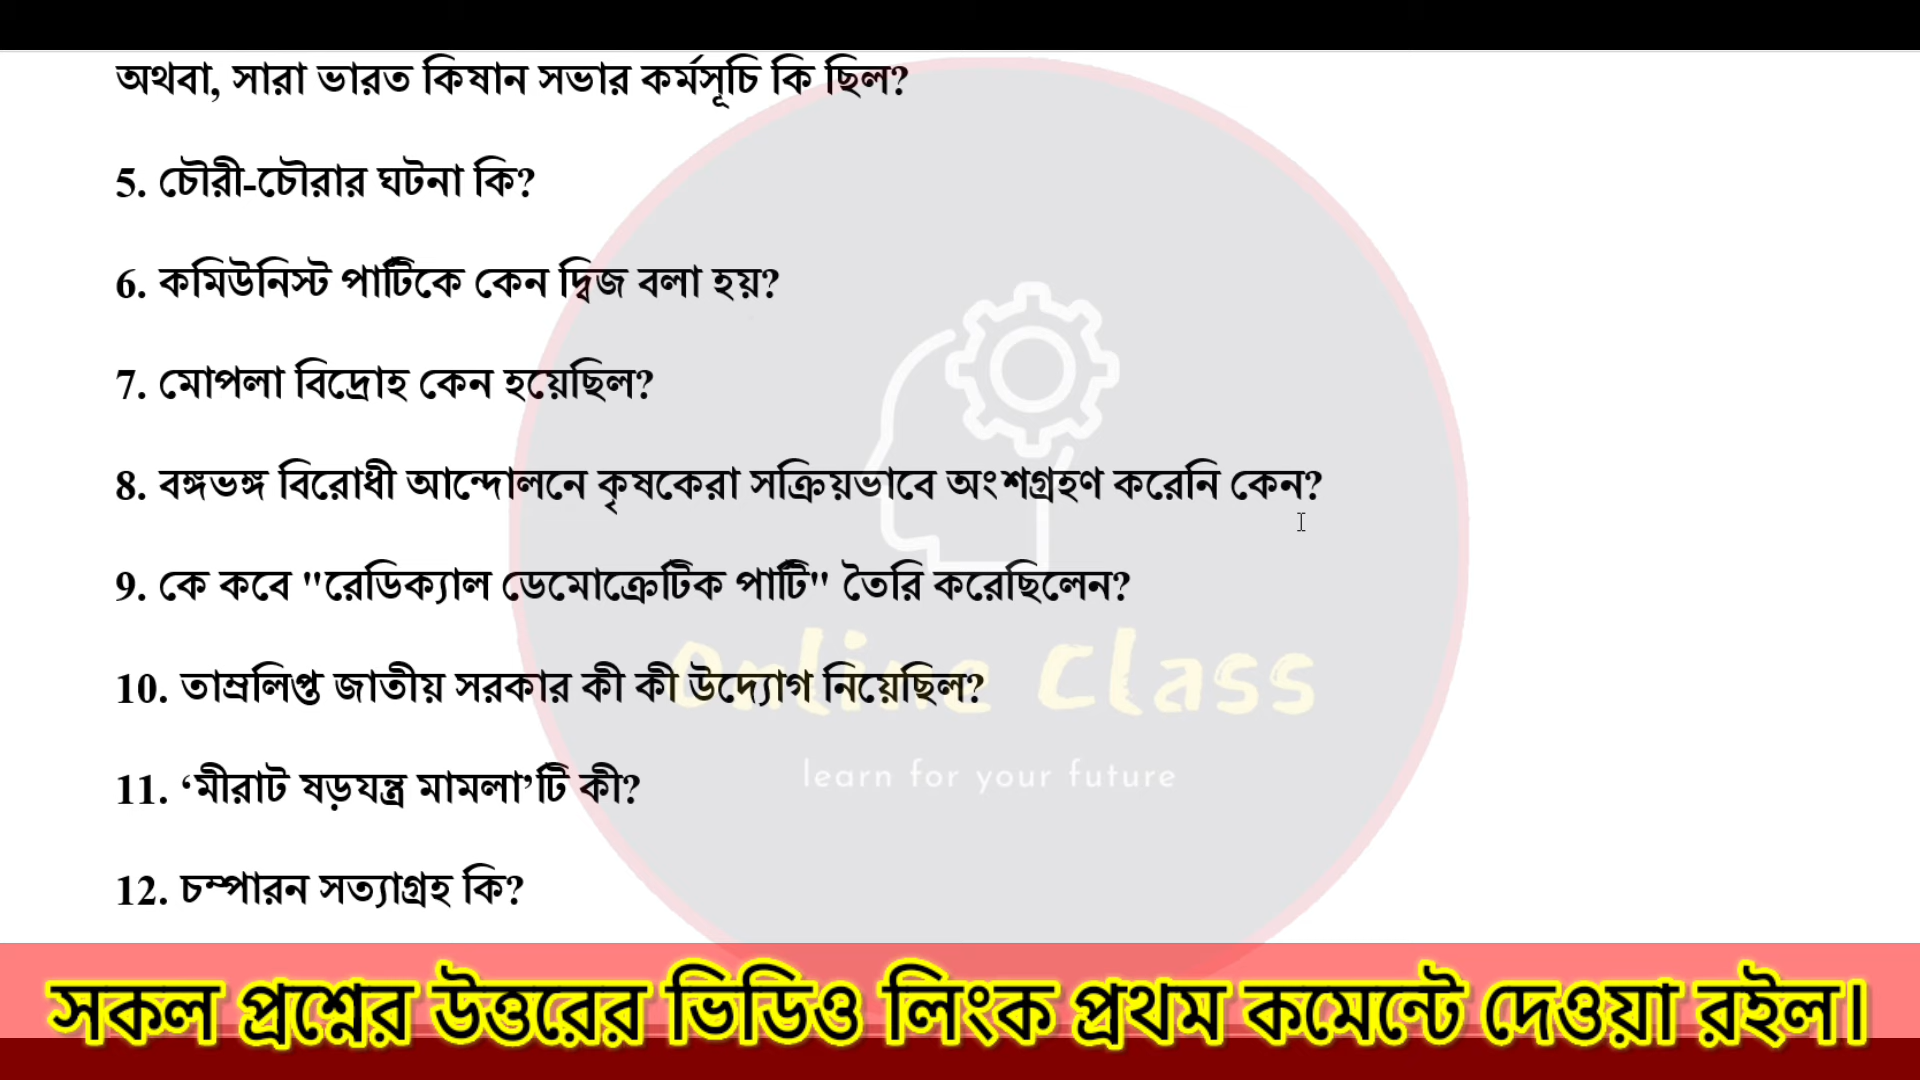 অথবা, সারা ভারত কিষান সভার কর্মসূচি কি ছিল?
5. চৌরী-চৌরার ঘটনা কি?
6. কমিউনিস্ট পার্টিকে কেন দ্বিজ বলা হয়?
7. মোপলা বিদ্রোহ কেন হয়েছিল?
8. বঙ্গভঙ্গ বিরোধী আন্দোলনে কৃষকেরা সক্রিয়ভাবে অংশগ্রহণ করেনি কেন?
9. কে কবে "রেডিক্যাল ডেমোক্রেটিক পার্টি" তৈরি করেছিলেন?
Online Class
10. তাম্রলিপ্ত জাতীয় সরকার কী কী উদ্যোগ নিয়েছিল?
learn for your future
11. ‘মীরাট ষড়যন্ত্র মামলা’টি কী?
12. চম্পারন সত্যাগ্রহ কি?
সকল প্রশ্নের উত্তরের ভিডিও লিংক প্রথম কমেন্টে দেওয়া রইল।